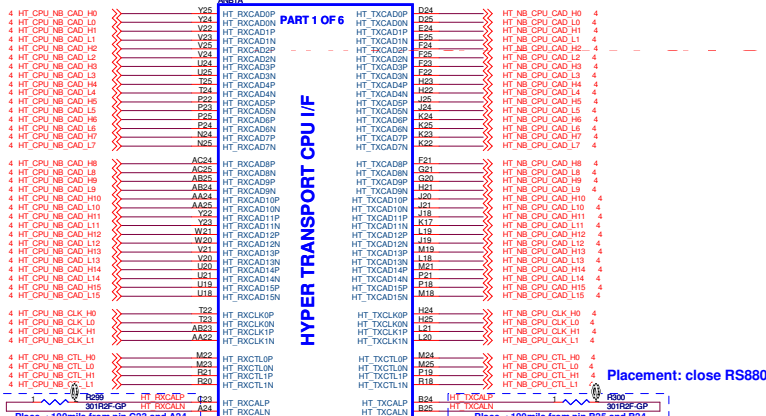 PART 1 OF 6
HYPER TRANSPORT CPU I/F
4 HT_CPU_NB_CAD_H0 Y25 HT_RXCAD0P HT_TXCAD0P D24 HT_NB_CPU_CAD_H0 4
4 HT_CPU_NB_CAD_L0 Y24 HT_RXCAD0N HT_TXCAD0N D25 HT_NB_CPU_CAD_L0 4
4 HT_CPU_NB_CAD_H1 V22 HT_RXCAD1P HT_TXCAD1P E24 HT_NB_CPU_CAD_H1 4
4 HT_CPU_NB_CAD_L1 V23 HT_RXCAD1N HT_TXCAD1N E25 HT_NB_CPU_CAD_L1 4
4 HT_CPU_NB_CAD_H2 V25 HT_RXCAD2P HT_TXCAD2P F24 HT_NB_CPU_CAD_H2 4
4 HT_CPU_NB_CAD_L2 V24 HT_RXCAD2N HT_TXCAD2N F25 HT_NB_CPU_CAD_L2 4
4 HT_CPU_NB_CAD_H3 U24 HT_RXCAD3P HT_TXCAD3P F23 HT_NB_CPU_CAD_H3 4
4 HT_CPU_NB_CAD_L3 U25 HT_RXCAD3N HT_TXCAD3N F22 HT_NB_CPU_CAD_L3 4
4 HT_CPU_NB_CAD_H4 T25 HT_RXCAD4P HT_TXCAD4P H23 HT_NB_CPU_CAD_H4 4
4 HT_CPU_NB_CAD_L4 T24 HT_RXCAD4N HT_TXCAD4N H22 HT_NB_CPU_CAD_L4 4
4 HT_CPU_NB_CAD_H5 P22 HT_RXCAD5P HT_TXCAD5P J25 HT_NB_CPU_CAD_H5 4
4 HT_CPU_NB_CAD_L5 P23 HT_RXCAD5N HT_TXCAD5N J24 HT_NB_CPU_CAD_L5 4
4 HT_CPU_NB_CAD_H6 P25 HT_RXCAD6P HT_TXCAD6P K24 HT_NB_CPU_CAD_H6 4
4 HT_CPU_NB_CAD_L6 P24 HT_RXCAD6N HT_TXCAD6N K25 HT_NB_CPU_CAD_L6 4
4 HT_CPU_NB_CAD_H7 N24 HT_RXCAD7P HT_TXCAD7P K23 HT_NB_CPU_CAD_H7 4
4 HT_CPU_NB_CAD_L7 N25 HT_RXCAD7N HT_TXCAD7N K22 HT_NB_CPU_CAD_L7 4
4 HT_CPU_NB_CAD_H8 AC24 HT_RXCAD8P HT_TXCAD8P F21 HT_NB_CPU_CAD_H8 4
4 HT_CPU_NB_CAD_L8 AC25 HT_RXCAD8N HT_TXCAD8N G21 HT_NB_CPU_CAD_L8 4
4 HT_CPU_NB_CAD_H9 AB25 HT_RXCAD9P HT_TXCAD9P G20 HT_NB_CPU_CAD_H9 4
4 HT_CPU_NB_CAD_L9 AB24 HT_RXCAD9N HT_TXCAD9N H21 HT_NB_CPU_CAD_L9 4
4 HT_CPU_NB_CAD_H10 AA24 HT_RXCAD10P HT_TXCAD10P J20 HT_NB_CPU_CAD_H10 4
4 HT_CPU_NB_CAD_L10 AA25 HT_RXCAD10N HT_TXCAD10N J21 HT_NB_CPU_CAD_L10 4
4 HT_CPU_NB_CAD_H11 Y22 HT_RXCAD11P HT_TXCAD11P J18 HT_NB_CPU_CAD_H11 4
4 HT_CPU_NB_CAD_L11 Y23 HT_RXCAD11N HT_TXCAD11N K17 HT_NB_CPU_CAD_L11 4
4 HT_CPU_NB_CAD_H12 W21 HT_RXCAD12P HT_TXCAD12P L19 HT_NB_CPU_CAD_H12 4
4 HT_CPU_NB_CAD_L12 W20 HT_RXCAD12N HT_TXCAD12N J19 HT_NB_CPU_CAD_L12 4
4 HT_CPU_NB_CAD_H13 V21 HT_RXCAD13P HT_TXCAD13P M19 HT_NB_CPU_CAD_H13 4
4 HT_CPU_NB_CAD_L13 V20 HT_RXCAD13N HT_TXCAD13N L18 HT_NB_CPU_CAD_L13 4
4 HT_CPU_NB_CAD_H14 U20 HT_RXCAD14P HT_TXCAD14P M21 HT_NB_CPU_CAD_H14 4
4 HT_CPU_NB_CAD_L14 U21 HT_RXCAD14N HT_TXCAD14N P21 HT_NB_CPU_CAD_L14 4
4 HT_CPU_NB_CAD_H15 U19 HT_RXCAD15P HT_TXCAD15P P18 HT_NB_CPU_CAD_H15 4
4 HT_CPU_NB_CAD_L15 U18 HT_RXCAD15N HT_TXCAD15N M18 HT_NB_CPU_CAD_L15 4
4 HT_CPU_NB_CLK_H0 T22 HT_RXCLK0P HT_TXCLK0P H24 HT_NB_CPU_CLK_H0 4
4 HT_CPU_NB_CLK_L0 T23 HT_RXCLK0N HT_TXCLK0N H25 HT_NB_CPU_CLK_L0 4
4 HT_CPU_NB_CLK_H1 AB23 HT_RXCLK1P HT_TXCLK1P L21 HT_NB_CPU_CLK_H1 4
4 HT_CPU_NB_CLK_L1 AA22 HT_RXCLK1N HT_TXCLK1N L20 HT_NB_CPU_CLK_L1 4
4 HT_CPU_NB_CTL_H0 M22 HT_RXCTL0P HT_TXCTL0P M24 HT_NB_CPU_CTL_H0 4
4 HT_CPU_NB_CTL_L0 M23 HT_RXCTL0N HT_TXCTL0N M25 HT_NB_CPU_CTL_L0 4
4 HT_CPU_NB_CTL_H1 R21 HT_RXCTL1P HT_TXCTL1P P19 HT_NB_CPU_CTL_H1 4
4 HT_CPU_NB_CTL_L1 R20 HT_RXCTL1N HT_TXCTL1N R18 HT_NB_CPU_CTL_L1 4
Placement: close RS880
1 R299 HT_RXCALP C23 HT_RXCALP HT_TXCALP B24 HT_TXCALP 1 R300
301R2F-GP HT_RXCALN A24 HT_RXCALN HT_TXCALN B25 HT_TXCALN 301R2F-GP